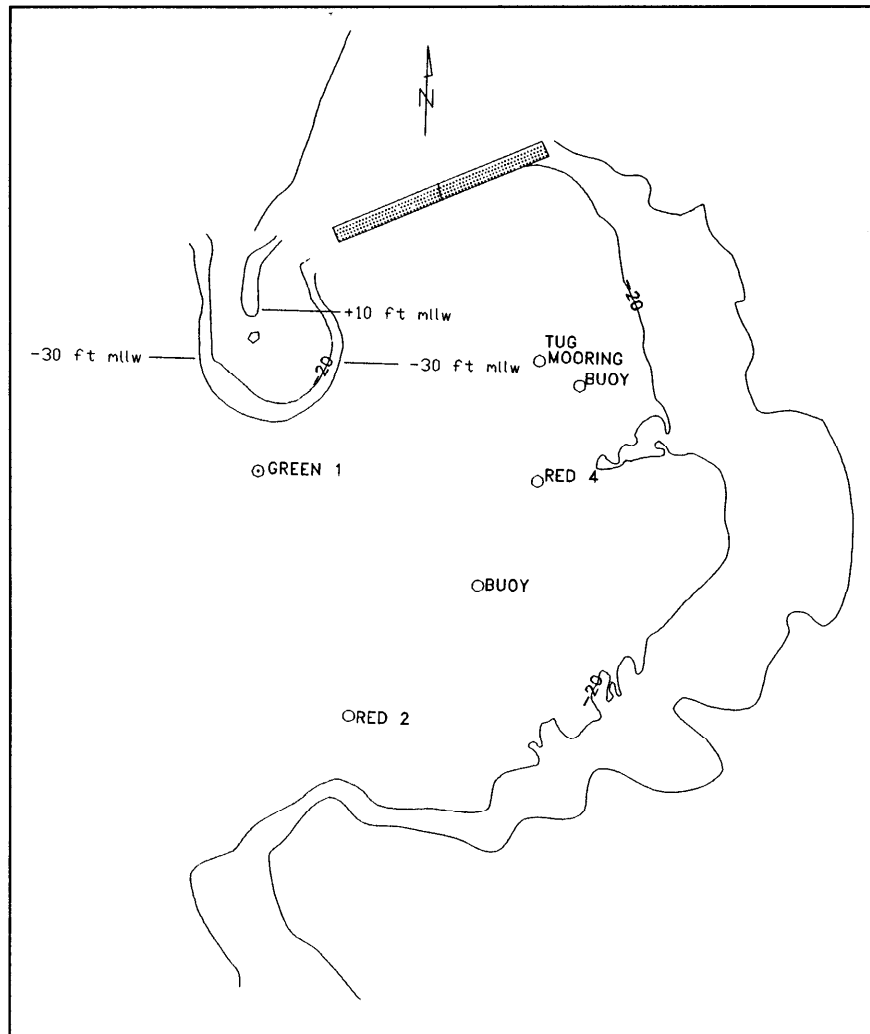 N
-20
+10 ft mllw
-30 ft mllw
-20
-30 ft mllw
TUG
MOORING
BUOY
GREEN 1
RED 4
BUOY
-20
RED 2